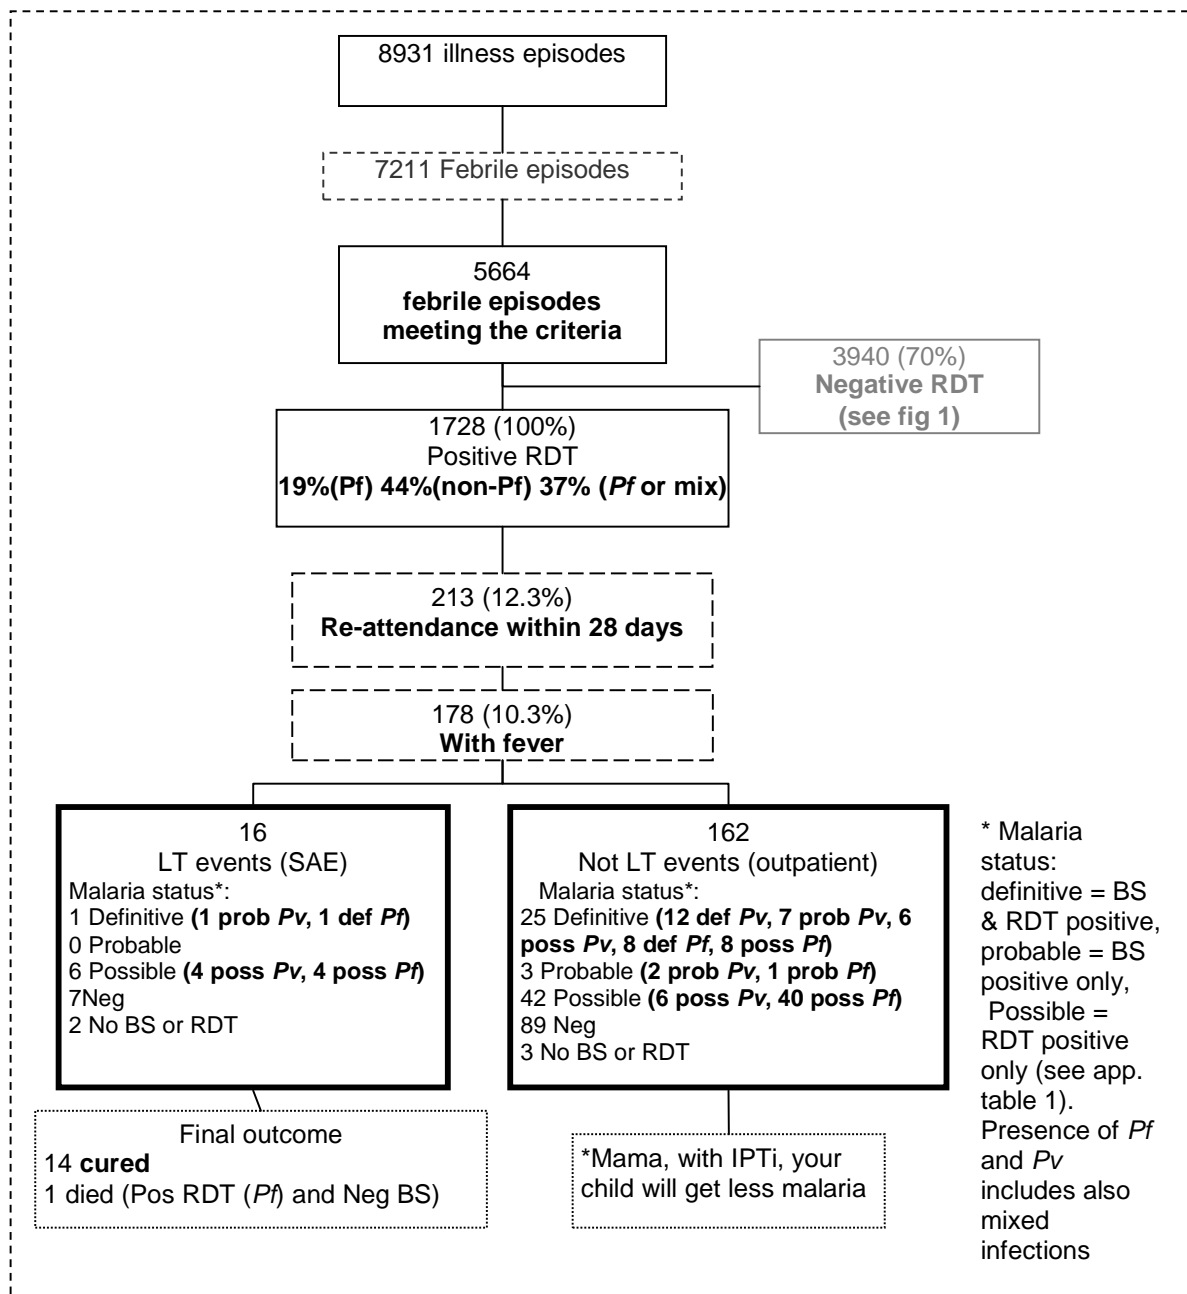 8931 illness episodes
7211 Febrile episodes
5664
febrile episodes
meeting the criteria
3940 (70%)
Negative RDT
(see fig 1)
1728 (100%)
Positive RDT
19%(Pf) 44%(non-Pf) 37% (Pf or mix)
213 (12.3%)
Re-attendance within 28 days
178 (10.3%)
With fever
16
LT events (SAE)
Malaria status*:
1 Definitive (1 prob Pv, 1 def Pf)
0 Probable
6 Possible (4 poss Pv, 4 poss Pf)
7Neg
2 No BS or RDT
162
Not LT events (outpatient)
Malaria status*:
25 Definitive (12 def Pv, 7 prob Pv, 6
poss Pv, 8 def Pf, 8 poss Pf)
3 Probable (2 prob Pv, 1 prob Pf)
42 Possible (6 poss Pv, 40 poss Pf)
89 Neg
3 No BS or RDT
* Malaria
status:
definitive = BS
& RDT positive,
probable = BS
positive only,
Possible =
RDT positive
only (see app.
table 1).
Presence of Pf
and Pv
includes also
mixed
infections
Final outcome
14 cured
1 died (Pos RDT (Pf) and Neg BS)
*Mama, with IPTi, your
child will get less malaria